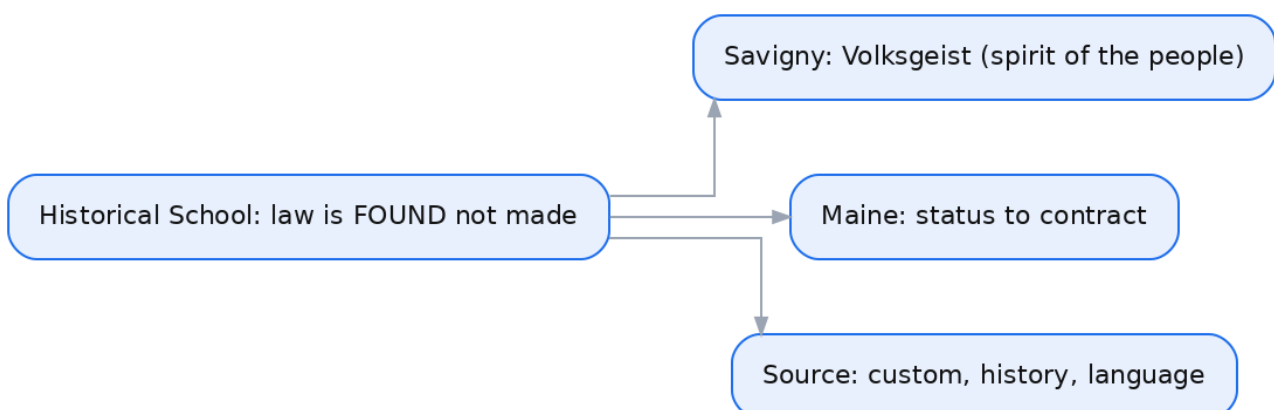 Savigny: Volksgeist (spirit of the people)
Historical School: law is FOUND not made
Maine: status to contract
Source: custom, history, language